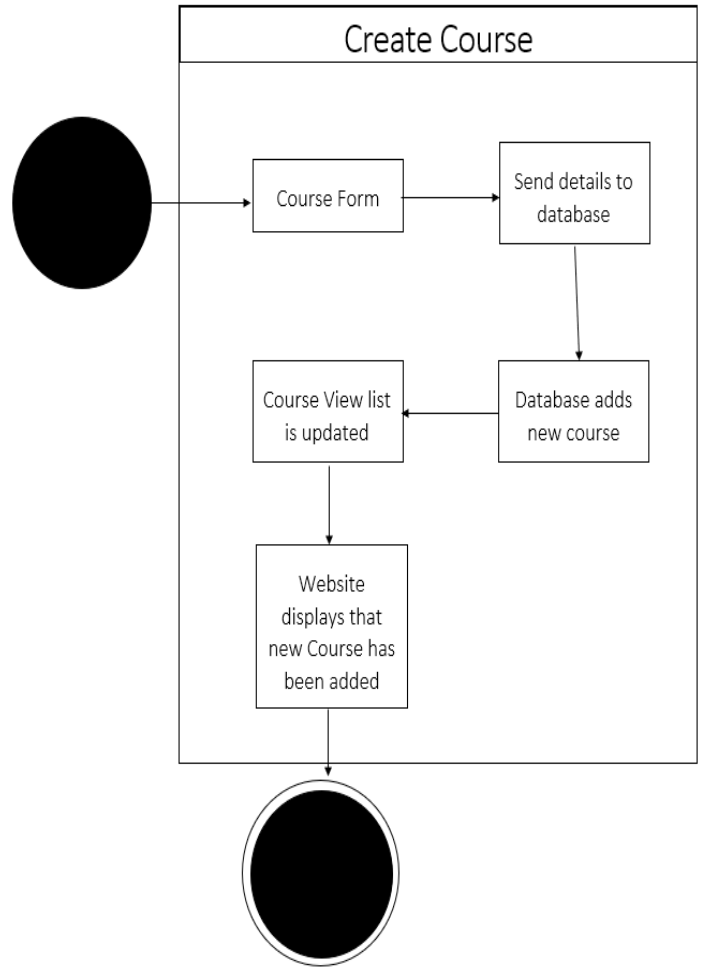 Create Course
Course Form
Send details to
database
Database adds
new course
Course View list
is updated
Website
displays that
new Course has
been added